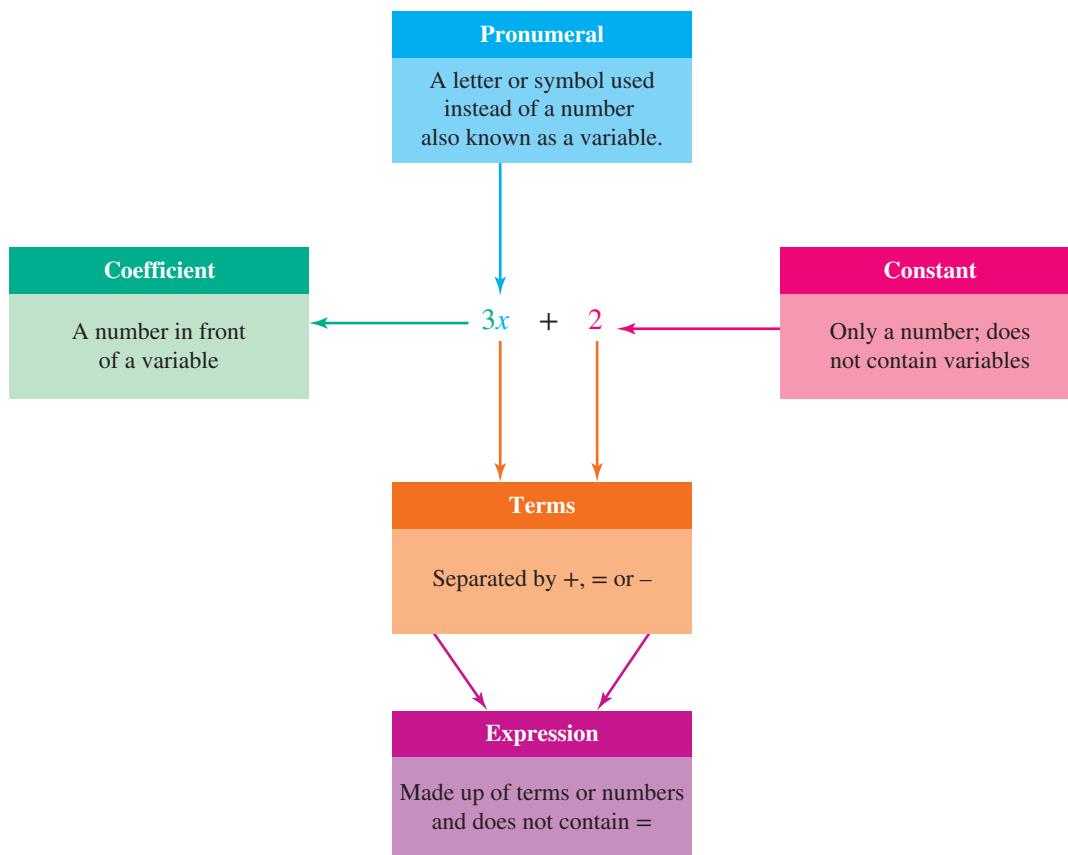 Pronumeral
A letter or symbol used
instead of a number
also known as a variable.
Coefficient
A number in front
of a variable
3x + 2
Constant
Only a number; does
not contain variables
Terms
Separated by +, = or –
Expression
Made up of terms or numbers
and does not contain =